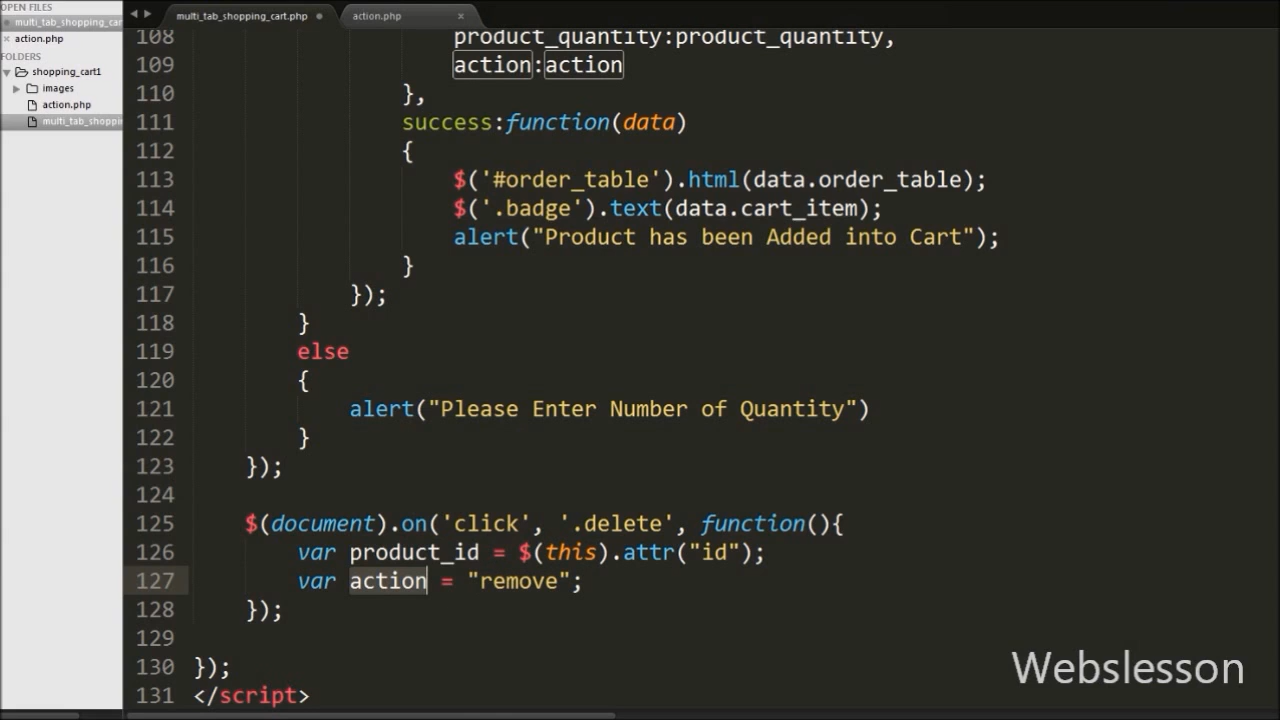 OPEN FILES
multi_tab_shopping_car
action.php
FOLDERS
shopping_cart1
images
action.php
multi_tab_shoppi
multi_tab_shopping_cart.php
action.php
108 product_quantity:product_quantity,
109 action:action
110 },
111 success:function(data)
112 {
113 $('#order_table').html(data.order_table);
114 $('.badge').text(data.cart_item);
115 alert("Product has been Added into Cart");
116 }
117 });
118 }
119 else
120 {
121 alert("Please Enter Number of Quantity")
122 }
123 });
124
125 $(document).on('click', '.delete', function(){
126 var product_id = $(this).attr("id");
127 var action = "remove";
128 });
129
130 });
131 </script>
Webslesson